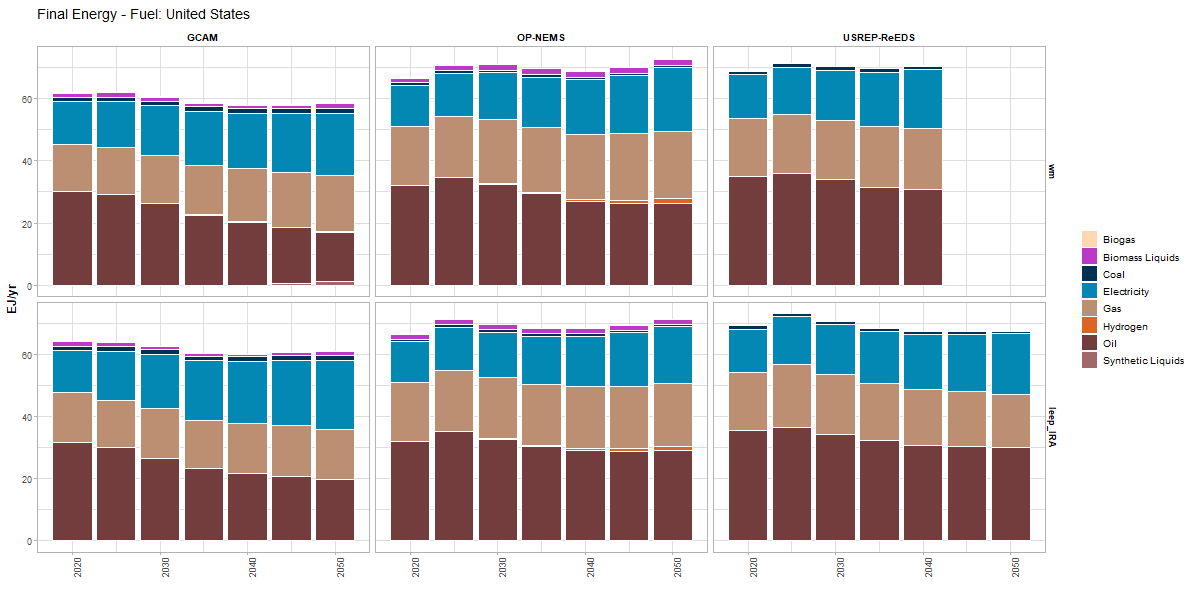 Final Energy - Fuel: United States
GCAM
OP-NEMS
USREP-ReEDS
EJ/yr
60
40
20
0
wm
60
40
20
0
leep_IRA
2020
2030
2040
2050
2020
2030
2040
2050
2020
2030
2040
2050
Biogas
Biomass Liquids
Coal
Electricity
Gas
Hydrogen
Oil
Synthetic Liquids